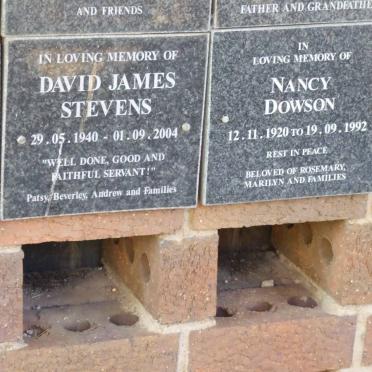 AND FRIENDS
FATHER AND GRANDFATHE
IN LOVING MEMORY OF
DAVID JAMES
STEVENS
29.05.1940 - 01.09.2004
"WELL DONE, GOOD AND
FAITHFUL SERVANT!"
Patsy, Beverley, Andrew and Families
IN
LOVING MEMORY OF
NANCY
DOWSON
12.11.1920 TO 19.09.1992
REST IN PEACE
BELOVED OF ROSEMARY,
MARILYN AND FAMILIES